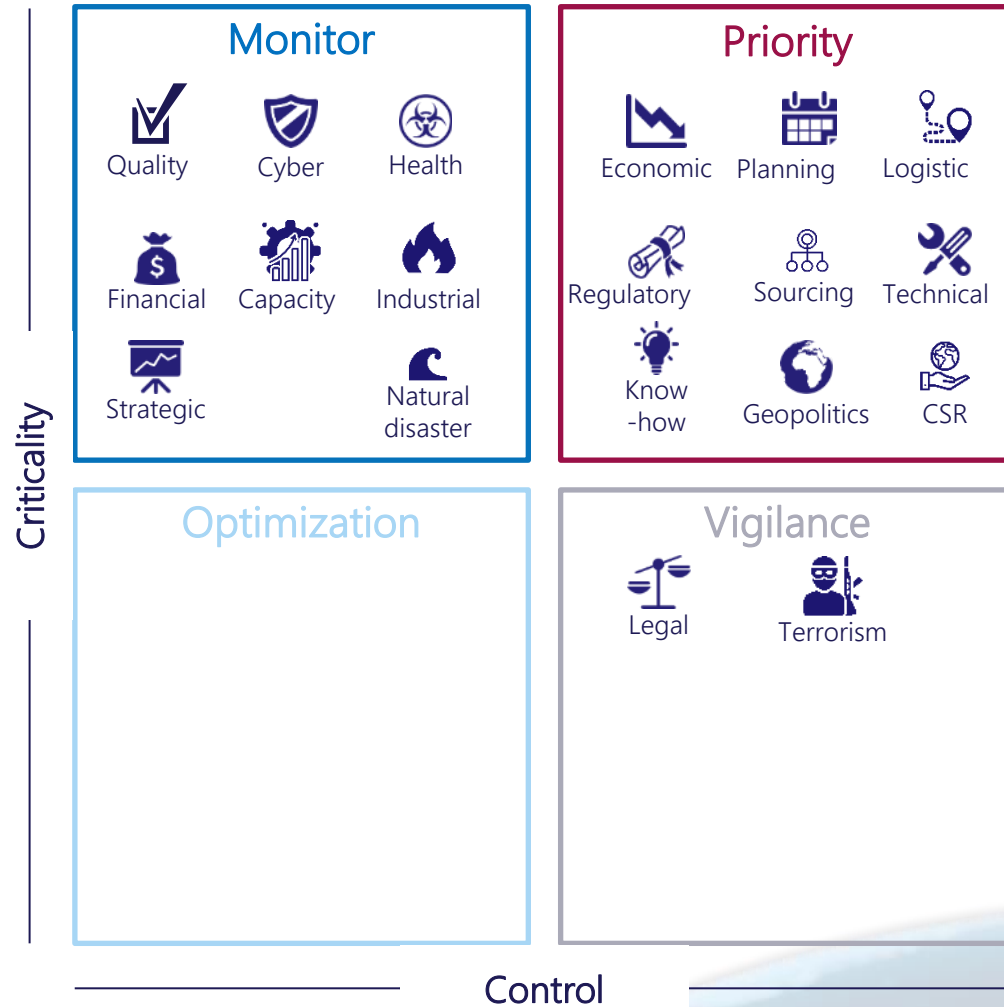 Monitor
Priority
Quality
Cyber
Health
Economic
Planning
Logistic
Financial
Capacity
Industrial
Regulatory
Sourcing
Technical
Strategic
Natural
disaster
Know
-how
Geopolitics
CSR
Criticality
Optimization
Vigilance
Legal
Terrorism
Control